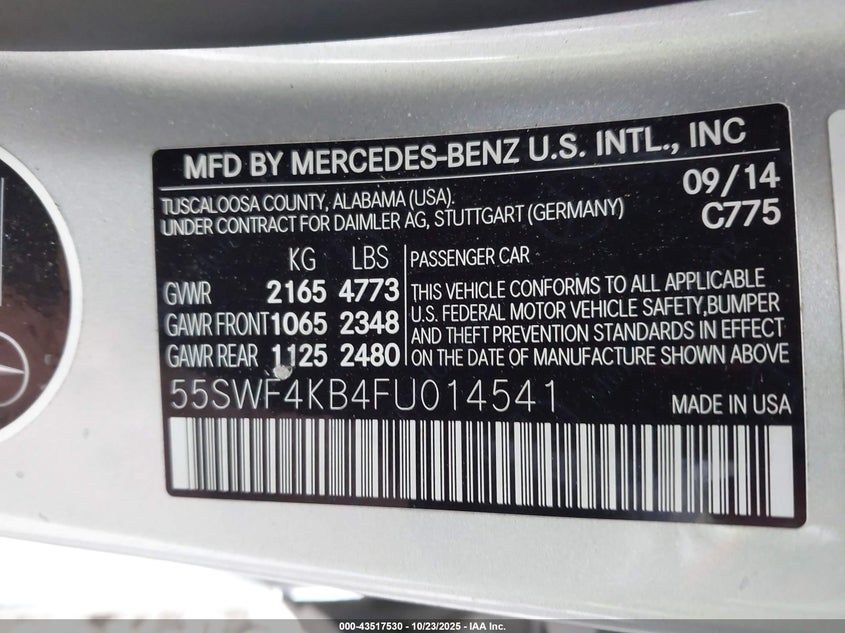 MFD BY MERCEDES-BENZ U.S. INTL., INC
TUSCALOOSA COUNTY, ALABAMA (USA). 09/14
UNDER CONTRACT FOR DAIMLER AG, STUTTGART (GERMANY) C775
KG LBS
GVWR 2165 4773
GAWR FRONT 1065 2348
GAWR REAR 1125 2480
PASSENGER CAR
THIS VEHICLE CONFORMS TO ALL APPLICABLE
U.S. FEDERAL MOTOR VEHICLE SAFETY, BUMPER
AND THEFT PREVENTION STANDARDS IN EFFECT
ON THE DATE OF MANUFACTURE SHOWN ABOVE
55SWF4KB4FU014541 MADE IN USA
000-43517530 - 10/23/2025 - IAA Inc.